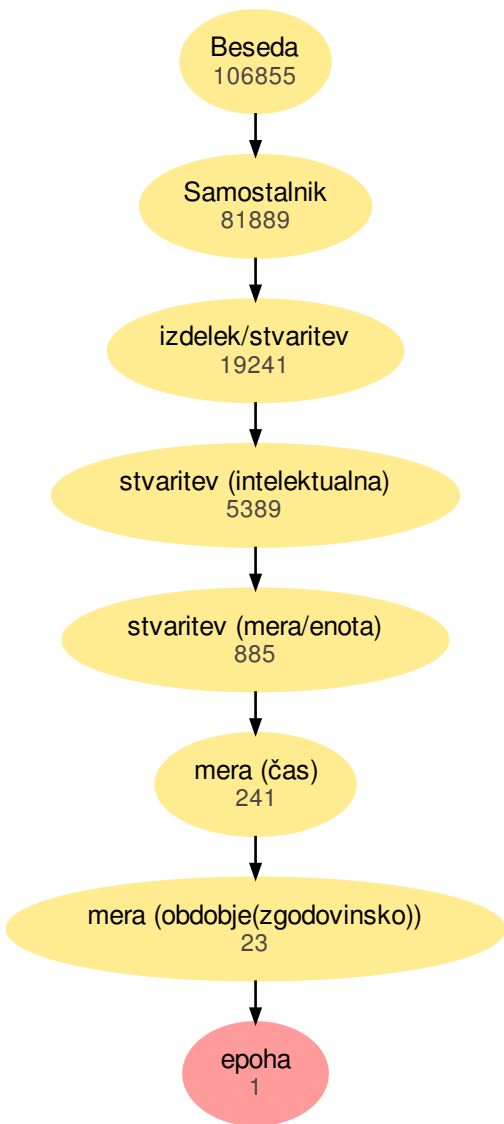 Beseda
106855
Samostalnik
81889
izdelek/stvaritev
19241
stvaritev (intelektualna)
5389
stvaritev (mera/enota)
885
mera (čas)
241
mera (obdobje(zgodovinsko))
23
epoha
1